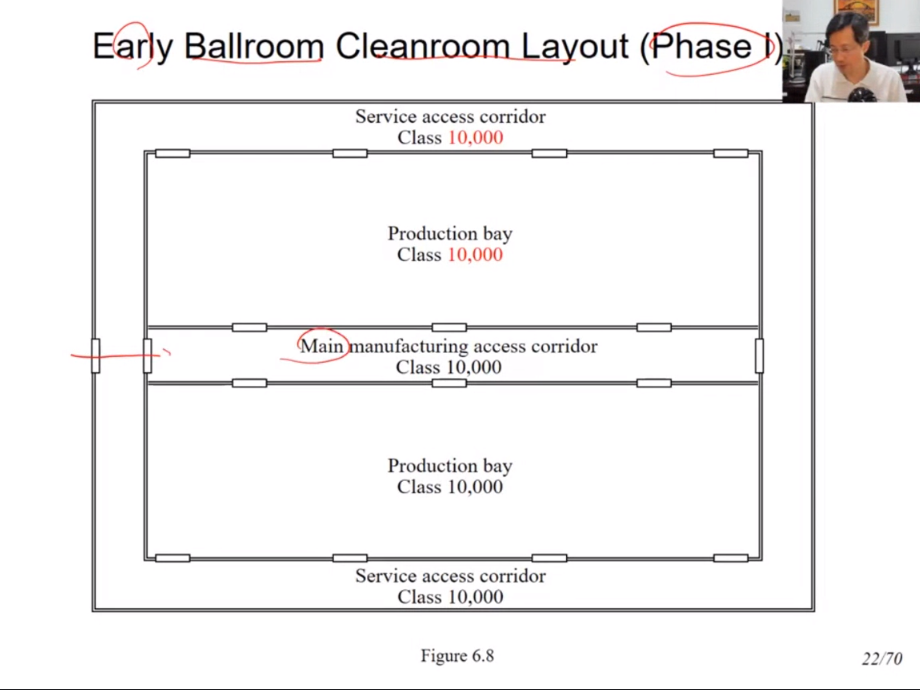 Early Ballroom Cleanroom Layout (Phase I)
Service access corridor
Class 10,000
Production bay
Class 10,000
Main manufacturing access corridor
Class 10,000
Production bay
Class 10,000
Service access corridor
Class 10,000
Figure 6.8
22/70